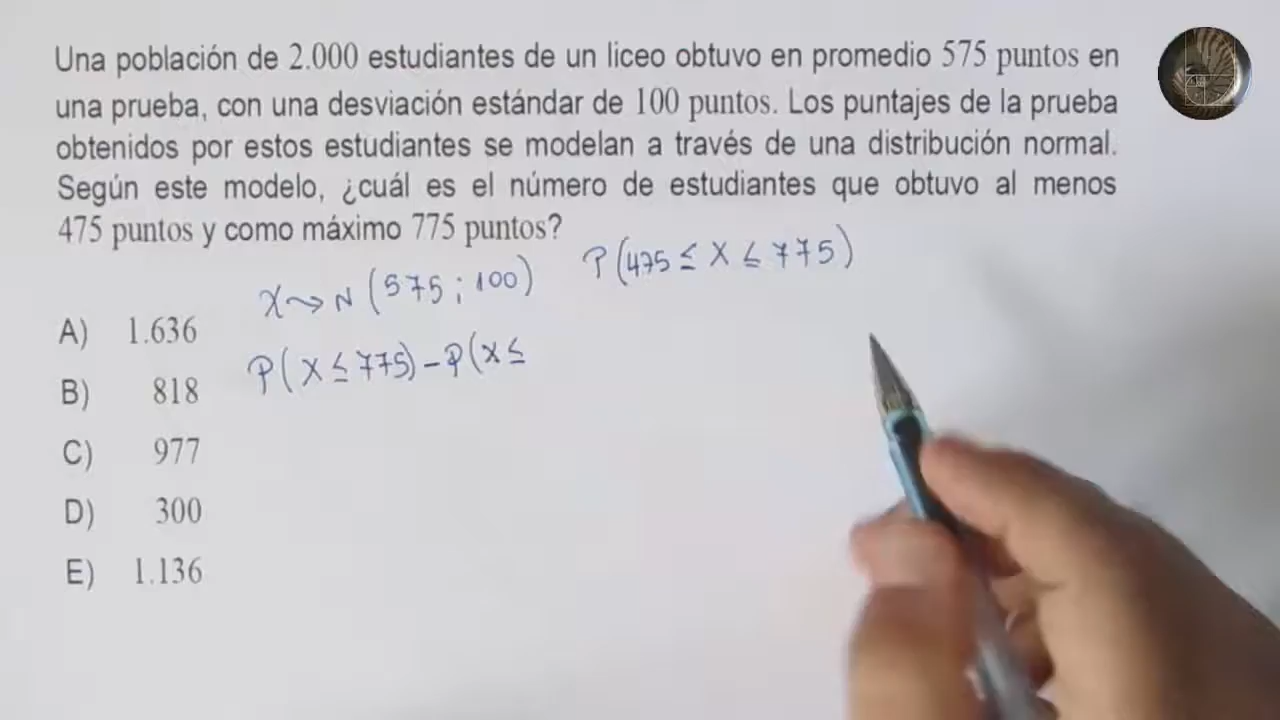 Una población de 2.000 estudiantes de un liceo obtuvo en promedio 575 puntos en
una prueba, con una desviación estándar de 100 puntos. Los puntajes de la prueba
obtenidos por estos estudiantes se modelan a través de una distribución normal.
Según este modelo, ¿cuál es el número de estudiantes que obtuvo al menos
475 puntos y como máximo 775 puntos?
P(475 ≤ X ≤ 775)
X ⤳ N (575 ; 100)
A) 1.636
P(X ≤ 775) - P(X ≤
B) 818
C) 977
D) 300
E) 1.136